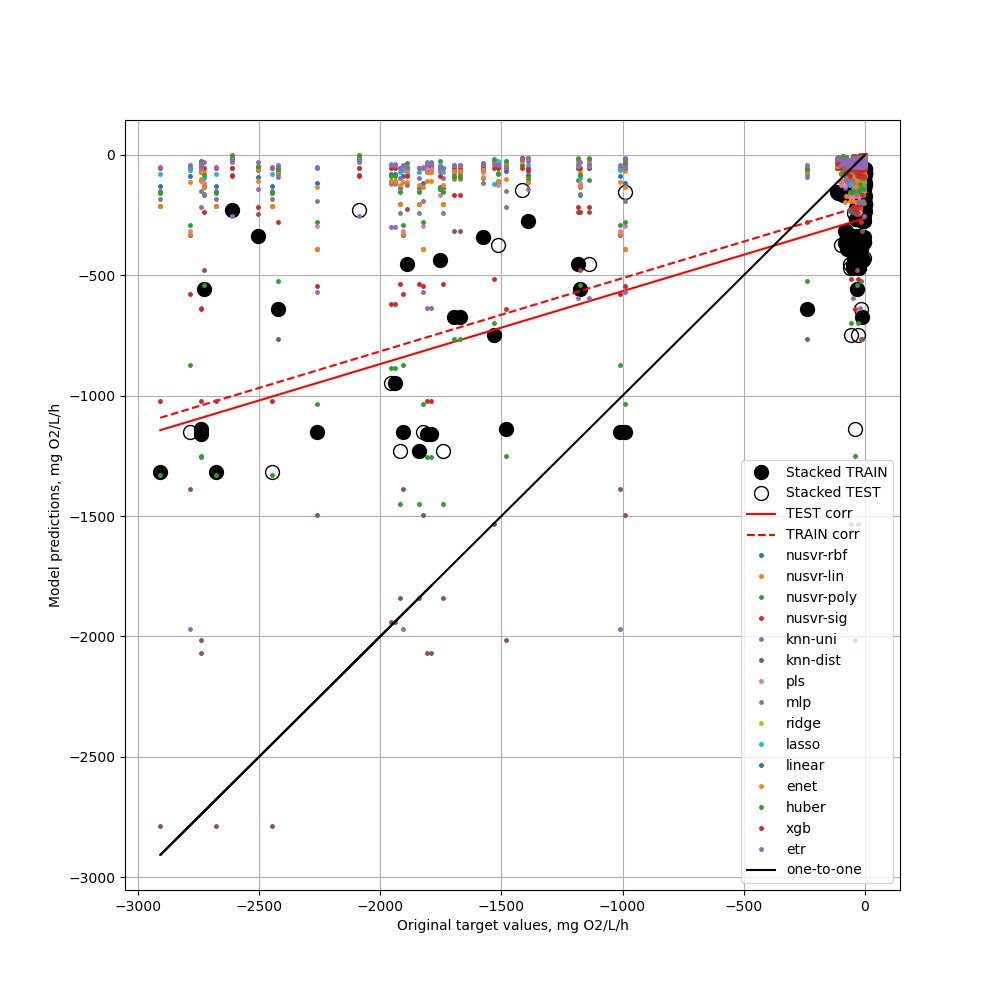 0
−500
−1000
−1500
−2000
−2500
−3000
Model predictions, mg O2/L/h
−3000 −2500 −2000 −1500 −1000 −500 0
Original target values, mg O2/L/h
Stacked TRAIN
Stacked TEST
TEST corr
TRAIN corr
nusvr-rbf
nusvr-lin
nusvr-poly
nusvr-sig
knn-uni
knn-dist
pls
mlp
ridge
lasso
linear
enet
huber
xgb
etr
one-to-one